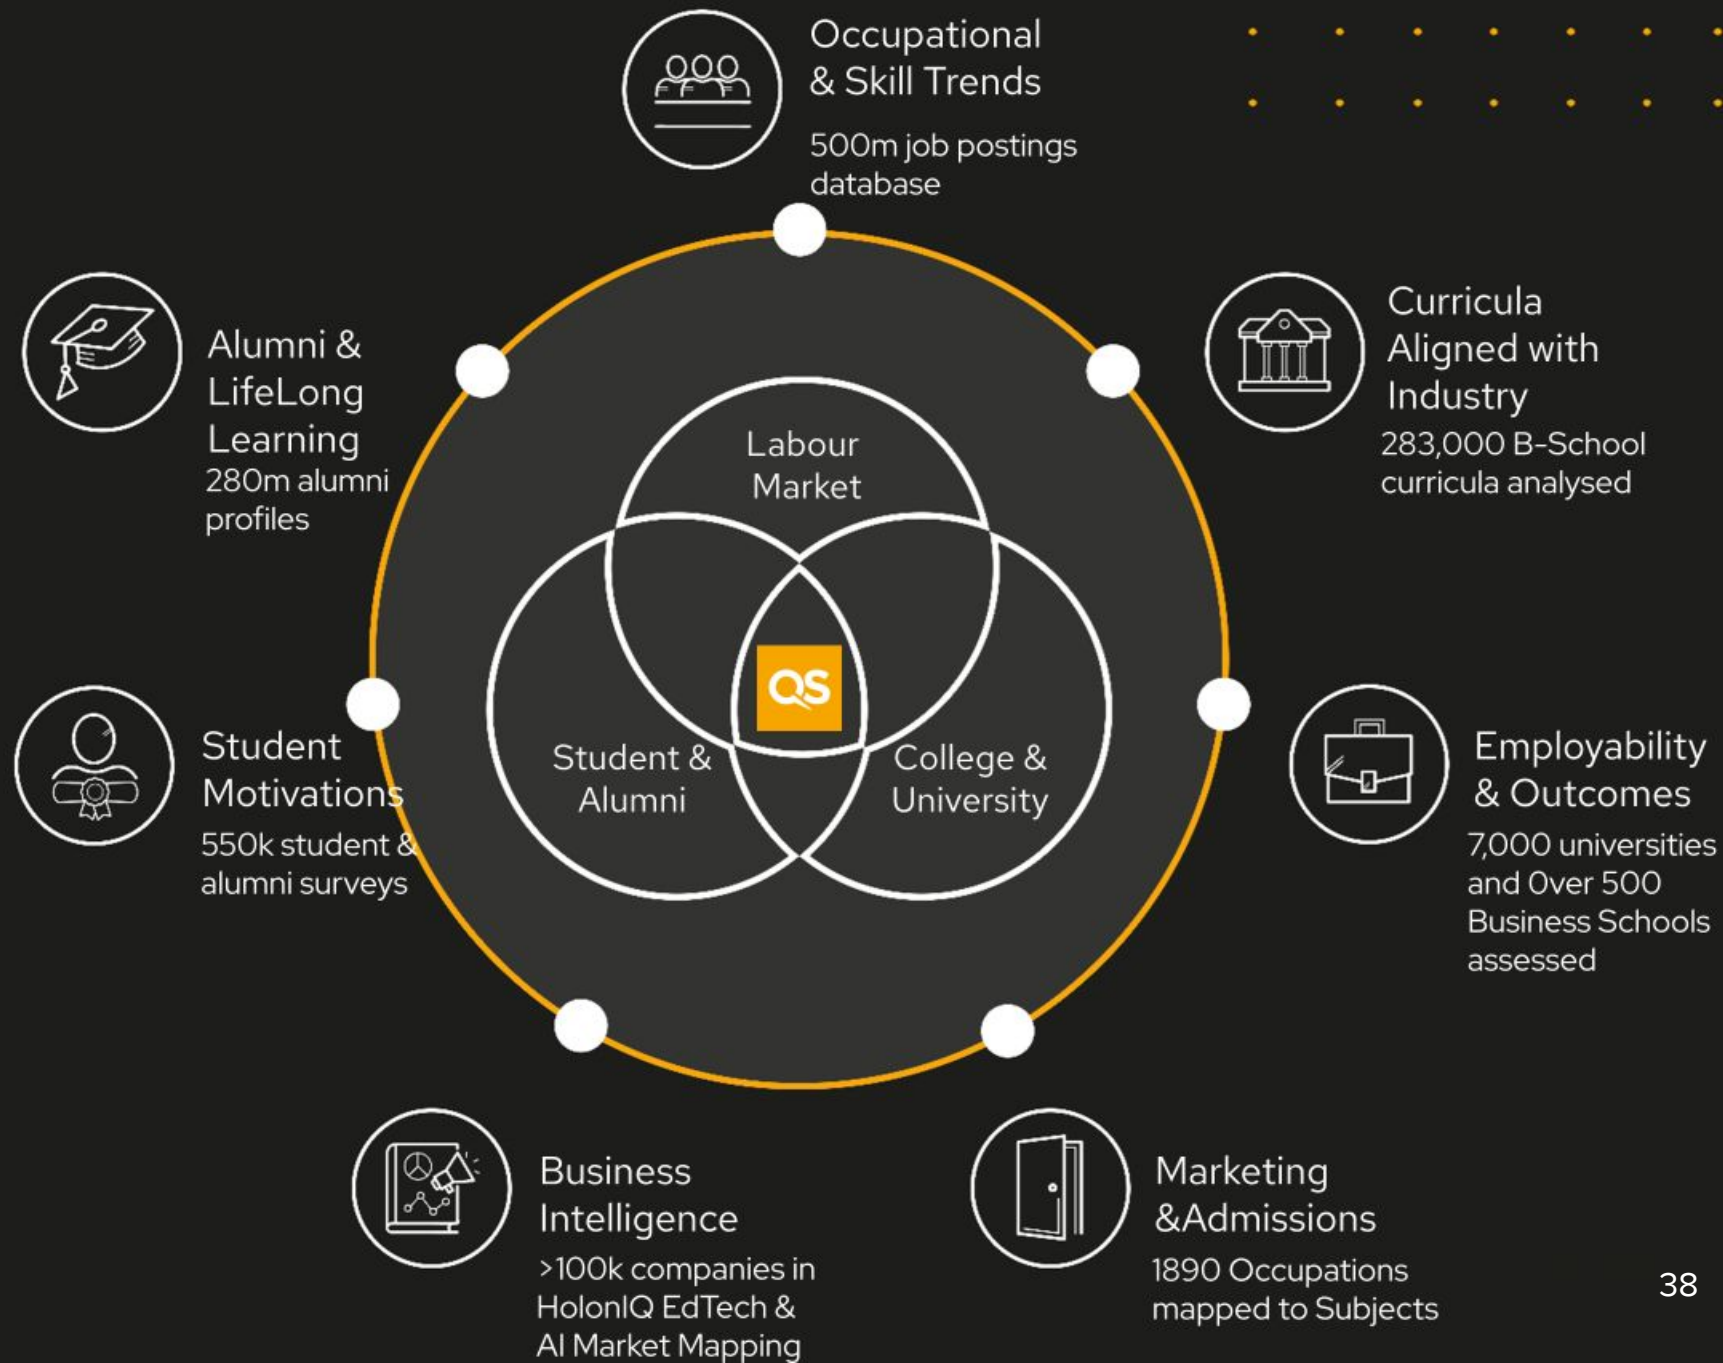 Occupational
& Skill Trends
500m job postings
database
Alumni &
LifeLong
Learning
280m alumni
profiles
Curricula
Aligned with
Industry
283,000 B-School
curricula analysed
Labour
Market
QS
Student &
Alumni
College &
University
Student
Motivations
550k student &
alumni surveys
Employability
& Outcomes
7,000 universities
and Over 500
Business Schools
assessed
Business
Intelligence
>100k companies in
HolonIQ EdTech &
AI Market Mapping
Marketing
&Admissions
1890 Occupations
mapped to Subjects
38